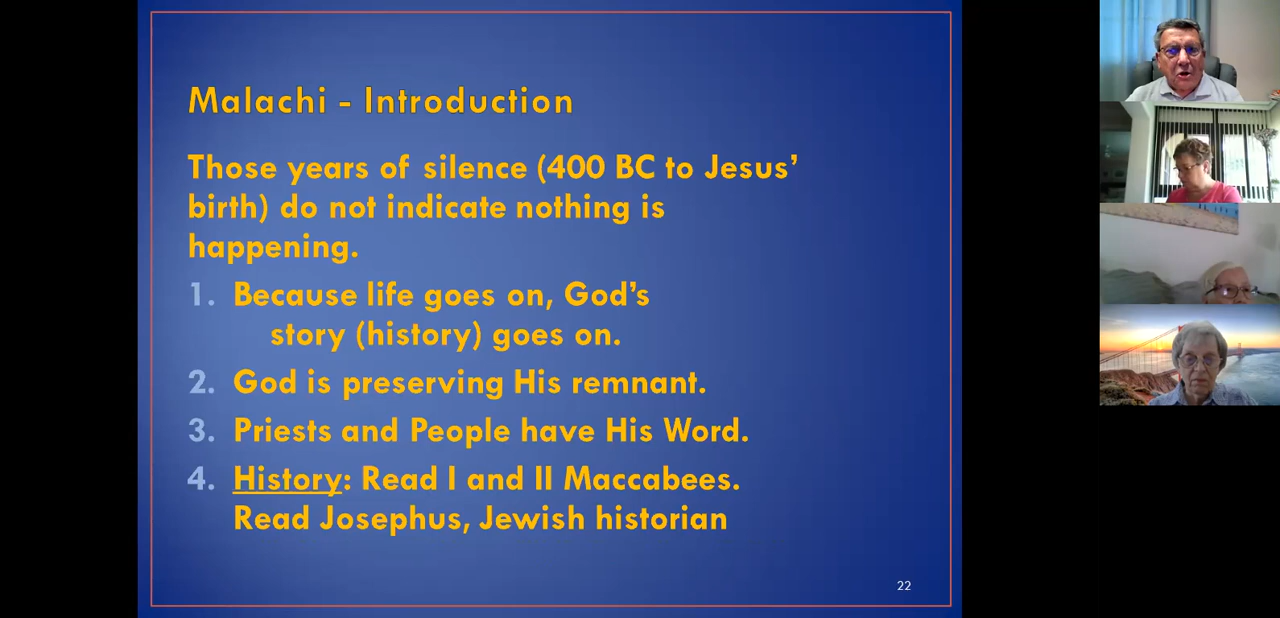 Malachi - Introduction
Those years of silence (400 BC to Jesus’
birth) do not indicate nothing is
happening.
1. Because life goes on, God’s
story (history) goes on.
2. God is preserving His remnant.
3. Priests and People have His Word.
4. History: Read I and II Maccabees.
Read Josephus, Jewish historian
22